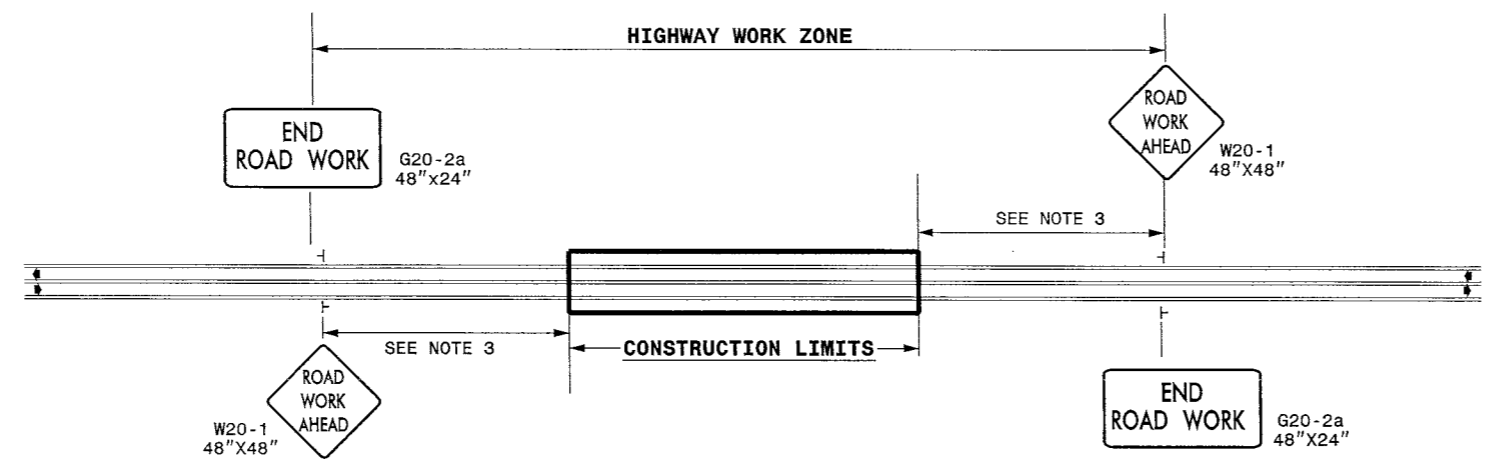 HIGHWAY WORK ZONE
END
ROAD WORK
G20-2a
48"x24"
ROAD
WORK
AHEAD
W20-1
48"X48"
SEE NOTE 3
SEE NOTE 3
CONSTRUCTION LIMITS
ROAD
WORK
AHEAD
W20-1
48"X48"
END
ROAD WORK
G20-2a
48"X24"